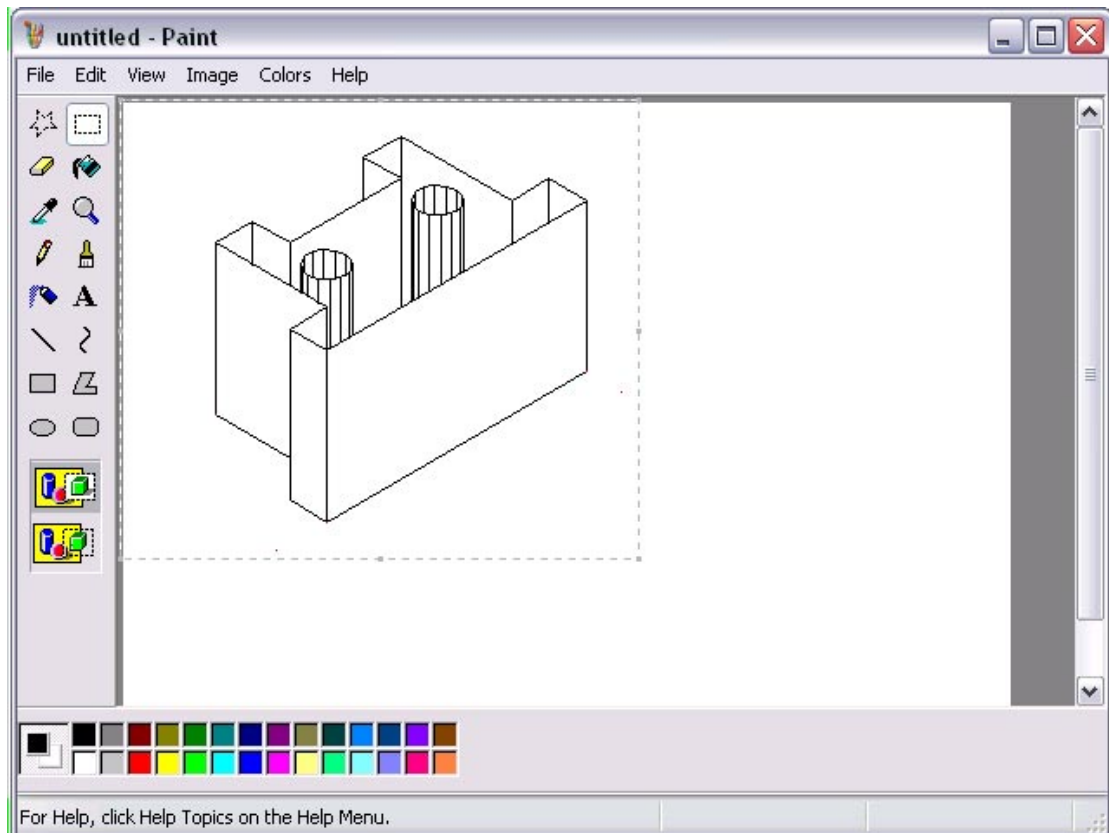 untitled - Paint
File Edit View Image Colors Help
A
For Help, click Help Topics on the Help Menu.